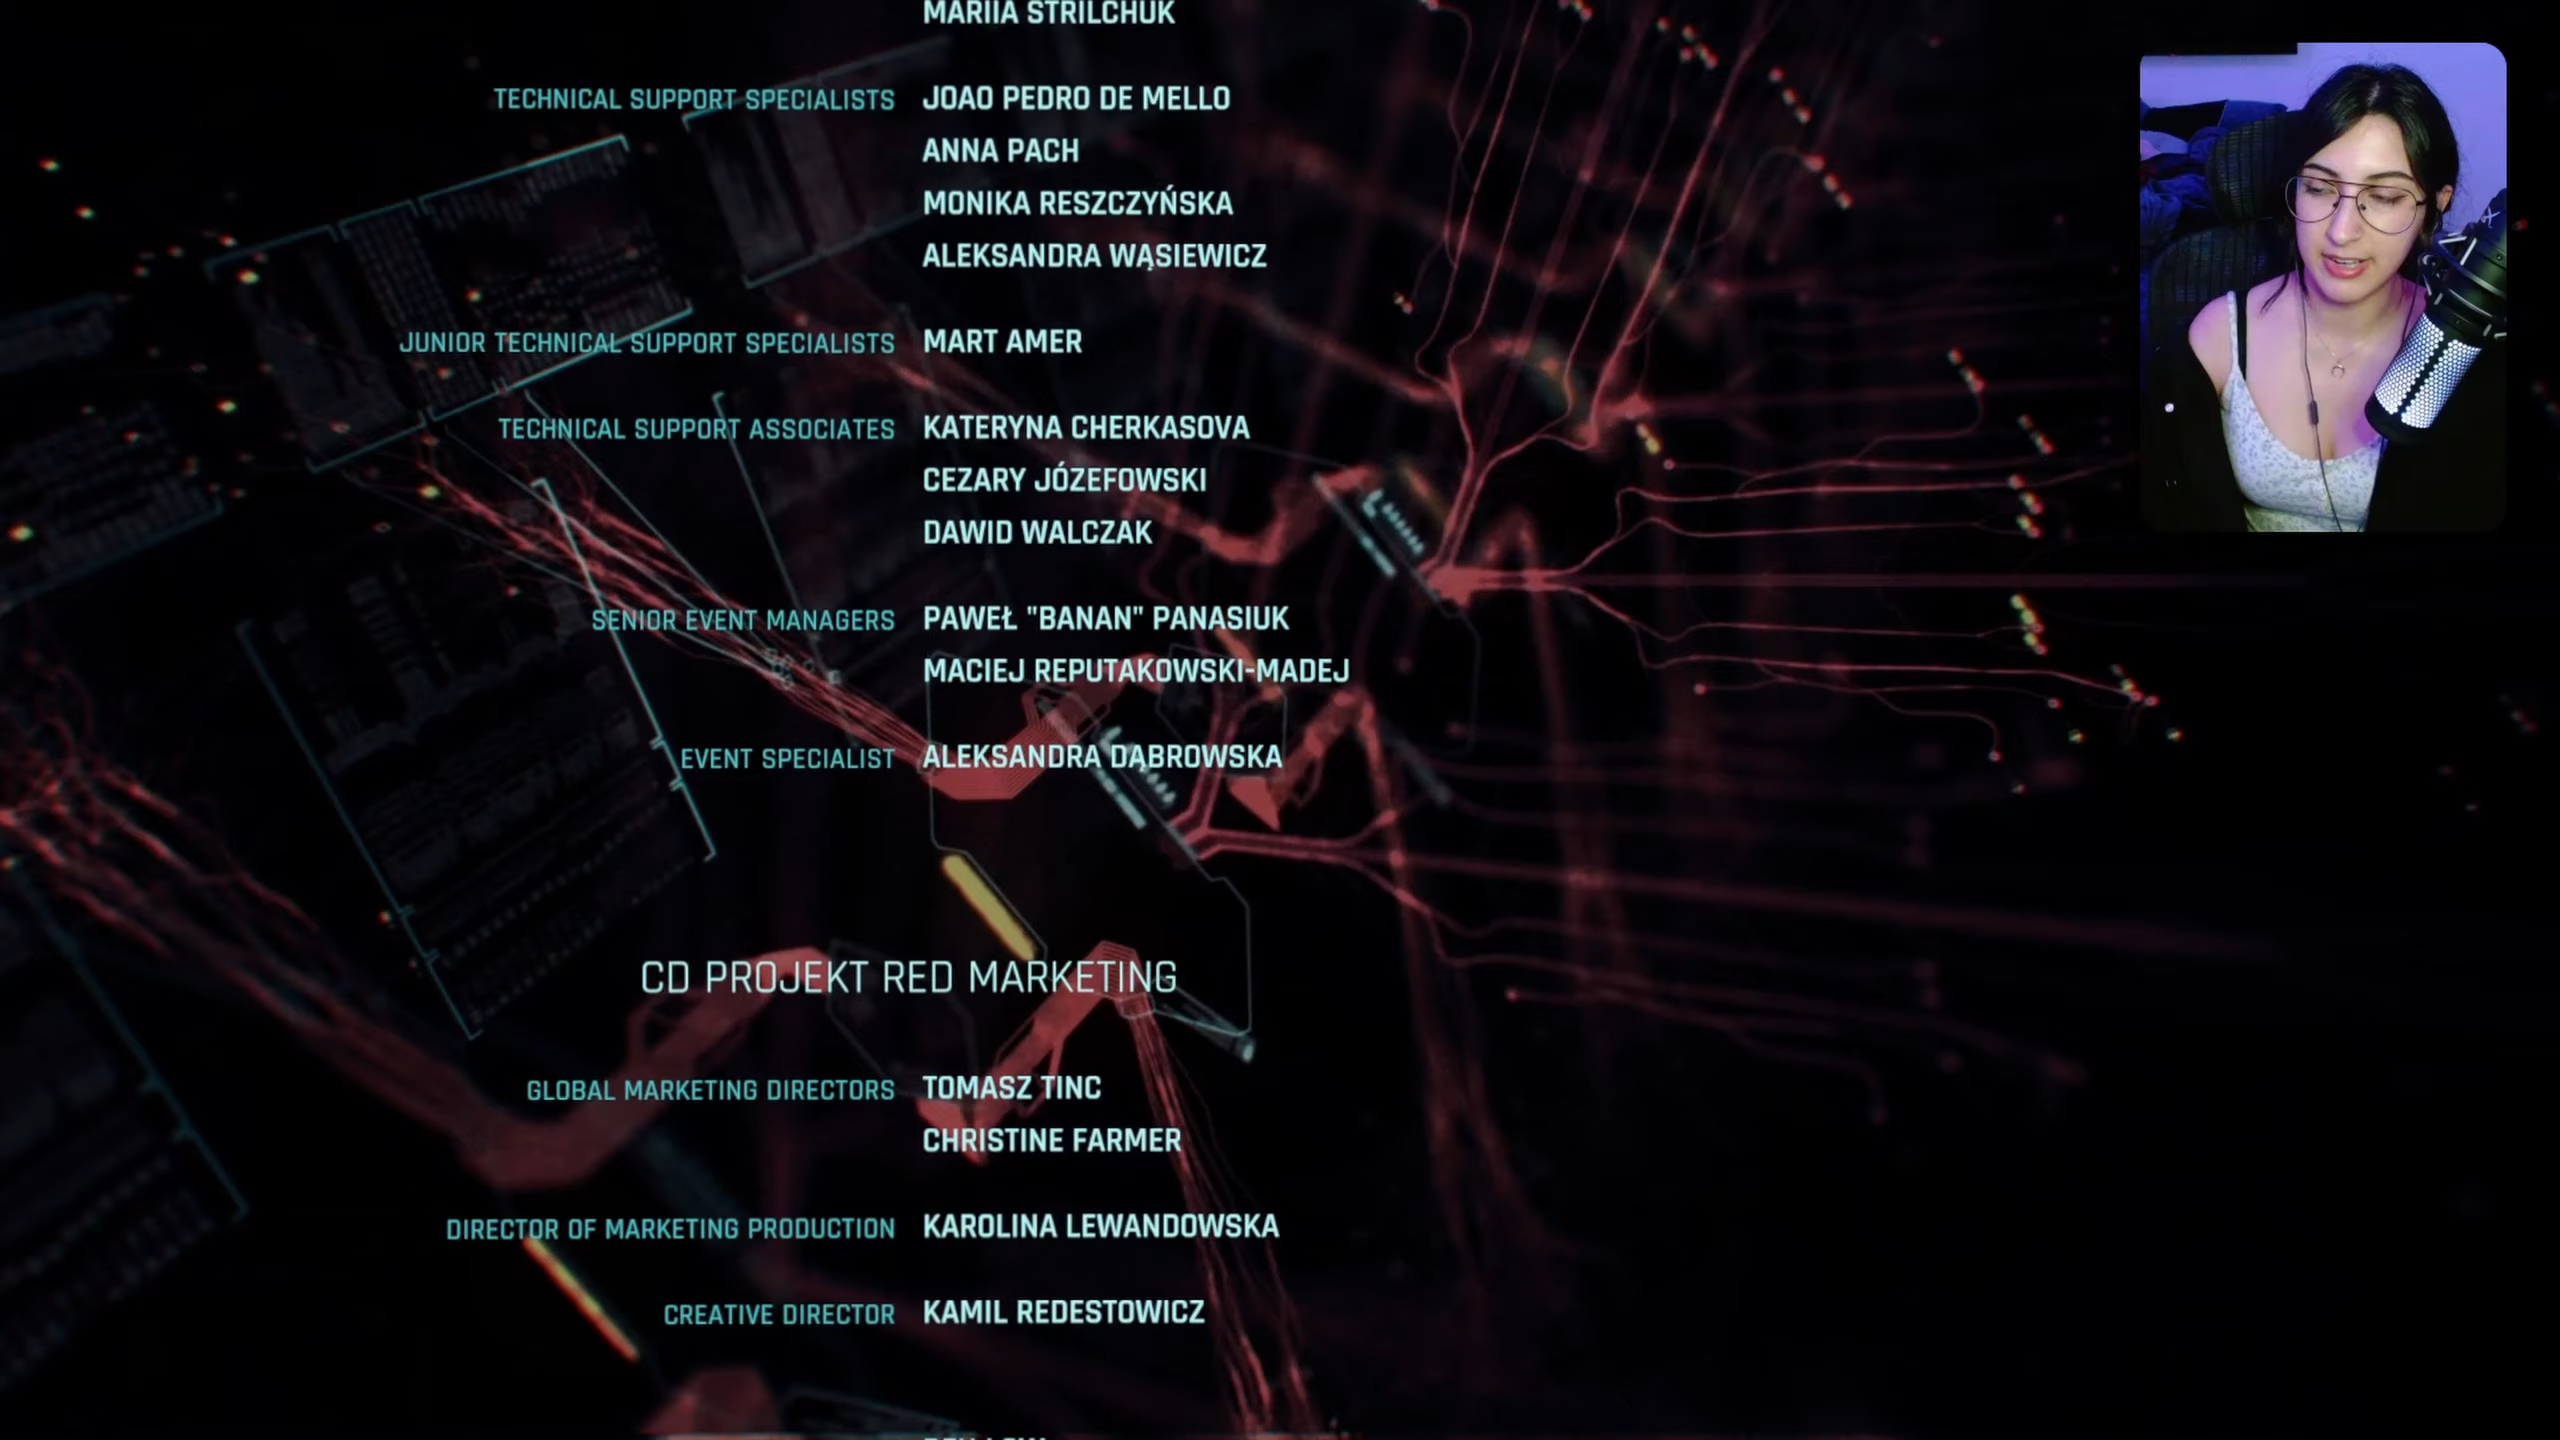 MARIIA STRILCHUK
TECHNICAL SUPPORT SPECIALISTS JOAO PEDRO DE MELLO
ANNA PACH
MONIKA RESZCZYŃSKA
ALEKSANDRA WĄSIEWICZ
JUNIOR TECHNICAL SUPPORT SPECIALISTS MART AMER
TECHNICAL SUPPORT ASSOCIATES KATERYNA CHERKASOVA
CEZARY JÓZEFOWSKI
DAWID WALCZAK
SENIOR EVENT MANAGERS PAWEŁ "BANAN" PANASIUK
MACIEJ REPUTAKOWSKI-MADEJ
EVENT SPECIALIST ALEKSANDRA DĄBROWSKA
CD PROJEKT RED MARKETING
GLOBAL MARKETING DIRECTORS TOMASZ TINC
CHRISTINE FARMER
DIRECTOR OF MARKETING PRODUCTION KAROLINA LEWANDOWSKA
CREATIVE DIRECTOR KAMIL REDESTOWICZ